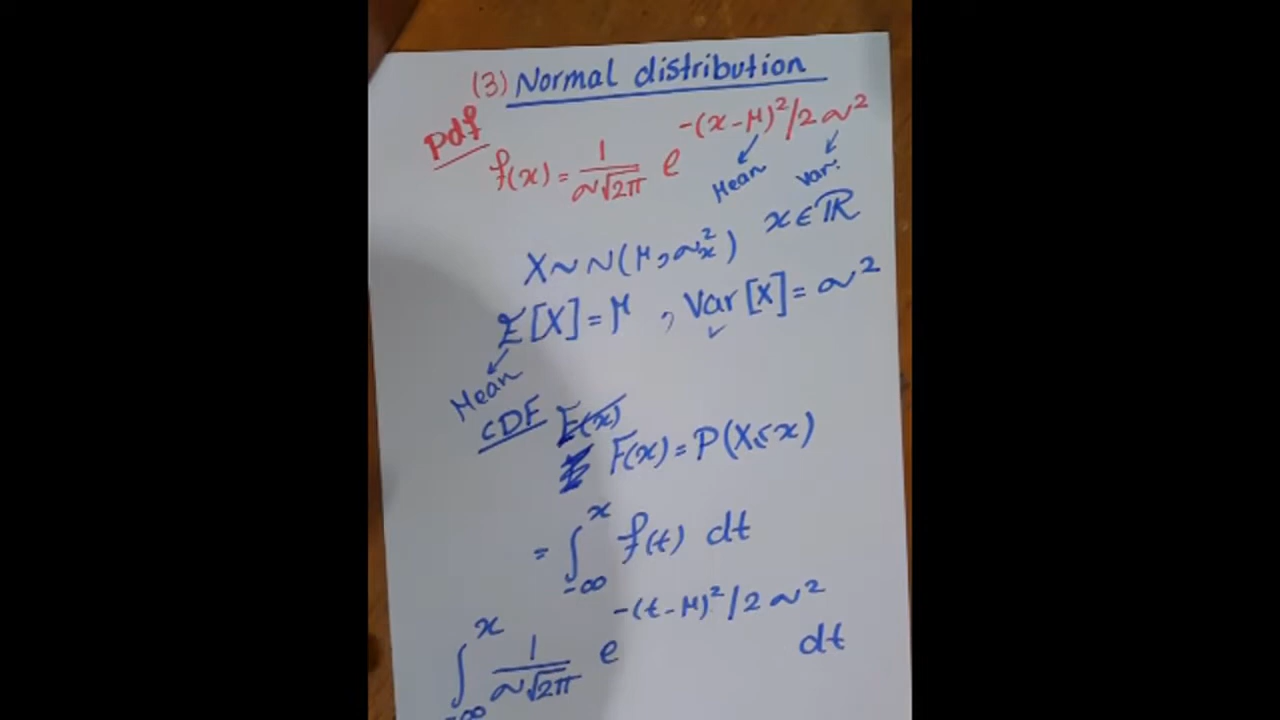 (3) Normal distribution
pdf
f(x) = 1/(σ√2π) e^-(x-μ)²/2σ²
Mean
Var.
x ∈ ℝ
X ~ N(μ, σₓ²)
E[X] = μ , Var[X] = σ²
Mean
CDF
E(x)
F(x) = P(X ≤ x)
= ∫_-∞^x f(t) dt
∫_-∞^x 1/(σ√2π) e^-(t-μ)²/2σ² dt